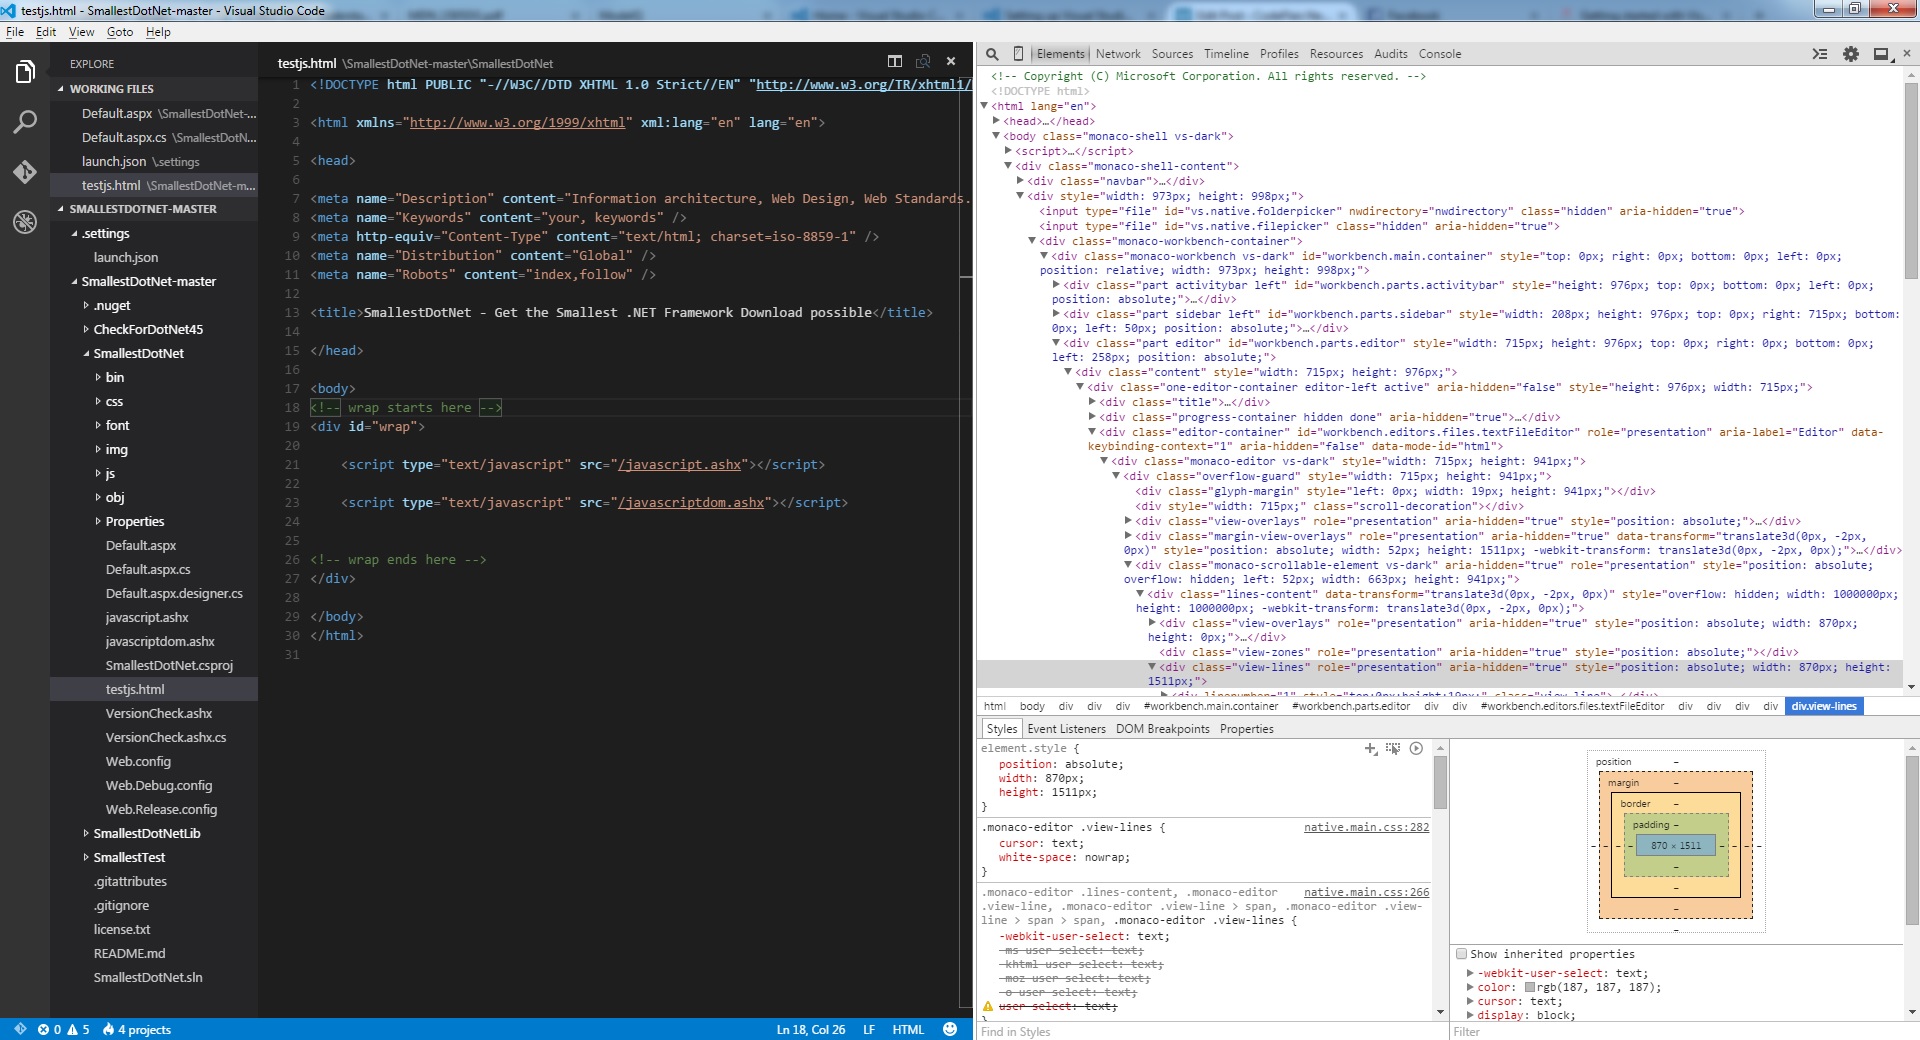 testjs.html - SmallestDotNet-master - Visual Studio Code
File Edit View Goto Help
EXPLORE
WORKING FILES
Default.aspx \SmallestDotNet-...
Default.aspx.cs \SmallestDotN...
launch.json \.settings
testjs.html \SmallestDotNet-m...
SMALLESTDOTNET-MASTER
.settings
launch.json
SmallestDotNet-master
.nuget
CheckForDotNet45
SmallestDotNet
bin
css
font
img
js
obj
Properties
Default.aspx
Default.aspx.cs
Default.aspx.designer.cs
javascript.ashx
javascriptdom.ashx
SmallestDotNet.csproj
testjs.html
VersionCheck.ashx
VersionCheck.ashx.cs
Web.config
Web.Debug.config
Web.Release.config
SmallestDotNetLib
SmallestTest
.gitattributes
.gitignore
license.txt
README.md
SmallestDotNet.sln
testjs.html \SmallestDotNet-master\SmallestDotNet
1 <!DOCTYPE html PUBLIC "-//W3C//DTD XHTML 1.0 Strict//EN" "http://www.w3.org/TR/xhtml1/
2
3 <html xmlns="http://www.w3.org/1999/xhtml" xml:lang="en" lang="en">
4
5 <head>
6
7 <meta name="Description" content="Information architecture, Web Design, Web Standards.
8 <meta name="Keywords" content="your, keywords" />
9 <meta http-equiv="Content-Type" content="text/html; charset=iso-8859-1" />
10 <meta name="Distribution" content="Global" />
11 <meta name="Robots" content="index,follow" />
12
13 <title>SmallestDotNet - Get the Smallest .NET Framework Download possible</title>
14
15 </head>
16
17 <body>
18 <!-- wrap starts here -->
19 <div id="wrap">
20
21 <script type="text/javascript" src="/javascript.ashx"></script>
22
23 <script type="text/javascript" src="/javascriptdom.ashx"></script>
24
25
26 <!-- wrap ends here -->
27 </div>
28
29 </body>
30 </html>
31
0 5 4 projects
Ln 18, Col 26 LF HTML
Elements Network Sources Timeline Profiles Resources Audits Console
<!-- Copyright (C) Microsoft Corporation. All rights reserved. -->
<!DOCTYPE html>
<html lang="en">
<head>…</head>
<body class="monaco-shell vs-dark">
<script>…</script>
<div class="monaco-shell-content">
<div class="navbar">…</div>
<div style="width: 973px; height: 998px;">
<input type="file" id="vs.native.folderpicker" nwdirectory="nwdirectory" class="hidden" aria-hidden="true">
<input type="file" id="vs.native.filepicker" class="hidden" aria-hidden="true">
<div class="monaco-workbench-container">
<div class="monaco-workbench vs-dark" id="workbench.main.container" style="top: 0px; right: 0px; bottom: 0px; left: 0px;
position: relative; width: 973px; height: 998px;">
<div class="part activitybar left" id="workbench.parts.activitybar" style="height: 976px; top: 0px; bottom: 0px; left: 0px;
position: absolute;">…</div>
<div class="part sidebar left" id="workbench.parts.sidebar" style="width: 208px; height: 976px; top: 0px; right: 715px; bottom:
0px; left: 50px; position: absolute;">…</div>
<div class="part editor" id="workbench.parts.editor" style="width: 715px; height: 976px; top: 0px; right: 0px; bottom: 0px;
left: 258px; position: absolute;">
<div class="content" style="width: 715px; height: 976px;">
<div class="one-editor-container editor-left active" aria-hidden="false" style="height: 976px; width: 715px;">
<div class="title">…</div>
<div class="progress-container hidden done" aria-hidden="true">…</div>
<div class="editor-container" id="workbench.editors.files.textFileEditor" role="presentation" aria-label="Editor" data-
keybinding-context="1" aria-hidden="false" data-mode-id="html">
<div class="monaco-editor vs-dark" style="width: 715px; height: 941px;">
<div class="overflow-guard" style="width: 715px; height: 941px;">
<div class="glyph-margin" style="left: 0px; width: 19px; height: 941px;"></div>
<div style="width: 715px;" class="scroll-decoration"></div>
<div class="view-overlays" role="presentation" aria-hidden="true" style="position: absolute;">…</div>
<div class="margin-view-overlays" role="presentation" aria-hidden="true" data-transform="translate3d(0px, -2px,
0px)" style="position: absolute; width: 52px; height: 1511px; -webkit-transform: translate3d(0px, -2px, 0px);">…</div>
<div class="monaco-scrollable-element vs-dark" aria-hidden="true" role="presentation" style="position: absolute;
overflow: hidden; left: 52px; width: 663px; height: 941px;">
<div class="lines-content" data-transform="translate3d(0px, -2px, 0px)" style="overflow: hidden; width: 1000000px;
height: 1000000px; -webkit-transform: translate3d(0px, -2px, 0px);">
<div class="view-overlays" role="presentation" aria-hidden="true" style="position: absolute; width: 870px;
height: 0px;">…</div>
<div class="view-zones" role="presentation" aria-hidden="true" style="position: absolute;"></div>
<div class="view-lines" role="presentation" aria-hidden="true" style="position: absolute; width: 870px; height:
1511px;">
<div linenumber="1" style="top:0px;height:19px;" class="view-line">…</div>
html body div div div #workbench.main.container #workbench.parts.editor div div #workbench.editors.files.textFileEditor div div div div div.view-lines
Styles Event Listeners DOM Breakpoints Properties
element.style {
position: absolute;
width: 870px;
height: 1511px;
}
.monaco-editor .view-lines { native.main.css:282
cursor: text;
white-space: nowrap;
}
.monaco-editor .lines-content, .monaco-editor native.main.css:266
.view-line, .monaco-editor .view-line > span, .monaco-editor .view-
line > span > span, .monaco-editor .view-lines {
-webkit-user-select: text;
-ms-user-select: text;
-khtml-user-select: text;
-moz-user-select: text;
-o-user-select: text;
user-select: text;
}
Find in Styles
position –
margin –
border –
padding –
870 × 1511
Show inherited properties
-webkit-user-select: text;
color: rgb(187, 187, 187);
cursor: text;
display: block;
Filter